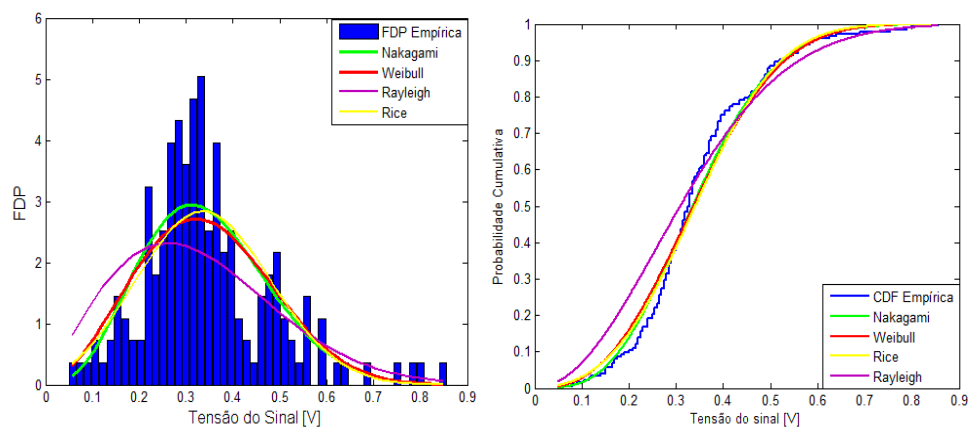 6
5
4
3
2
1
0
FDP
0
0.1
0.2
0.3
0.4
0.5
0.6
0.7
0.8
0.9
Tensão do Sinal [V]
FDP Empírica
Nakagami
Weibull
Rayleigh
Rice
1
0.9
0.8
0.7
0.6
0.5
0.4
0.3
0.2
0.1
0
Probabilidade Cumulativa
0
0.1
0.2
0.3
0.4
0.5
0.6
0.7
0.8
0.9
Tensão do sinal [V]
CDF Empírica
Nakagami
Weibull
Rice
Rayleigh